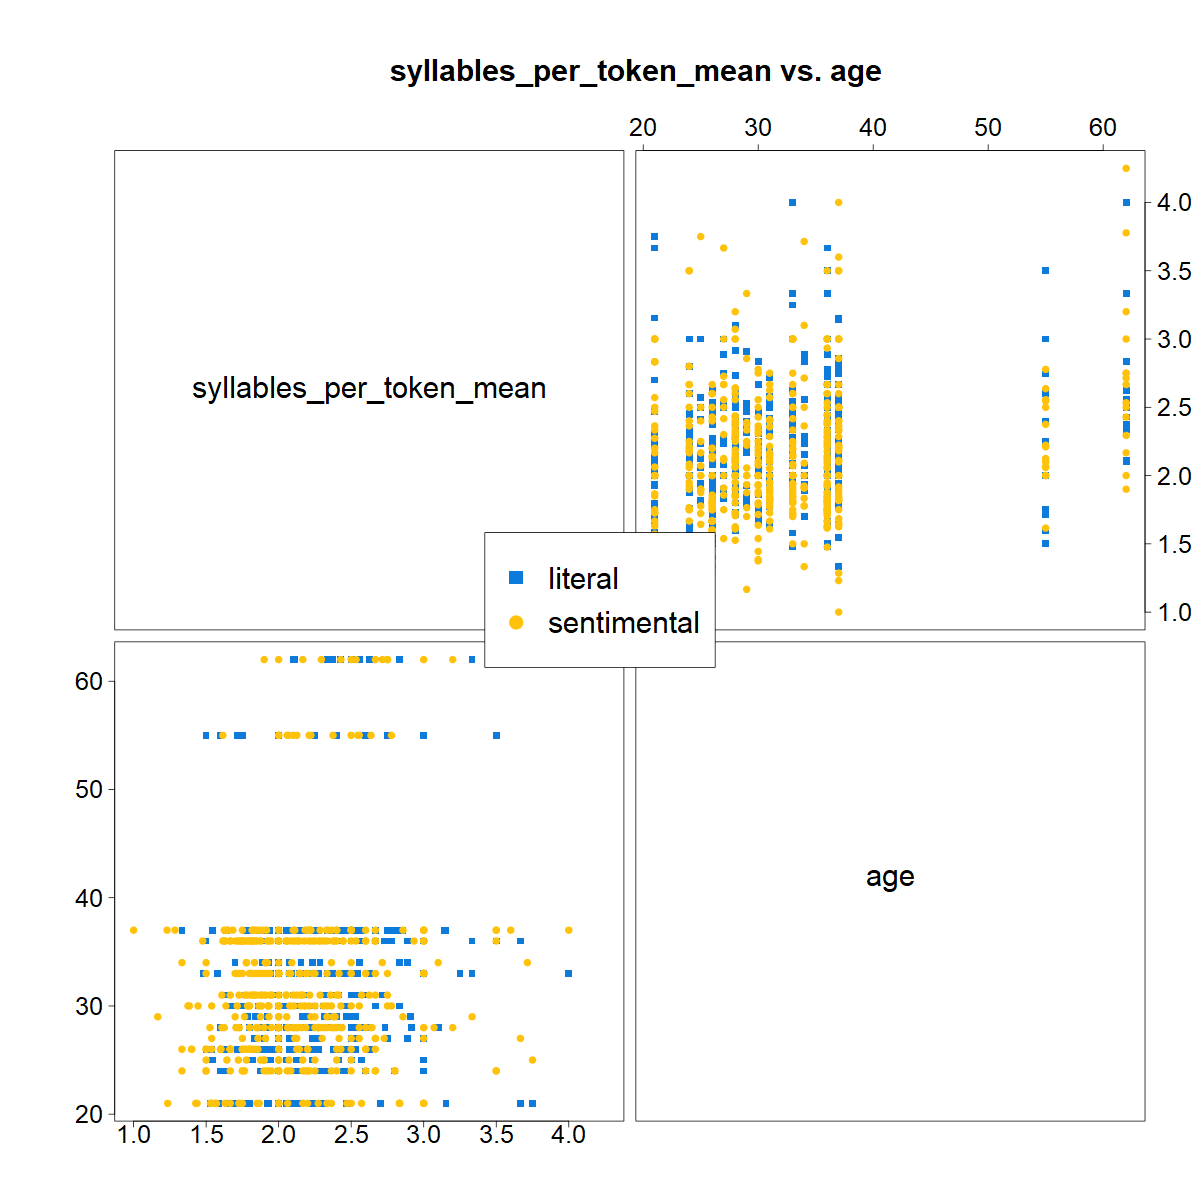 syllables_per_token_mean vs. age
20 30 40 50 60
syllables_per_token_mean
4.0
3.5
3.0
2.5
2.0
1.5
1.0
literal
sentimental
60
50
40
30
20
age
1.0 1.5 2.0 2.5 3.0 3.5 4.0